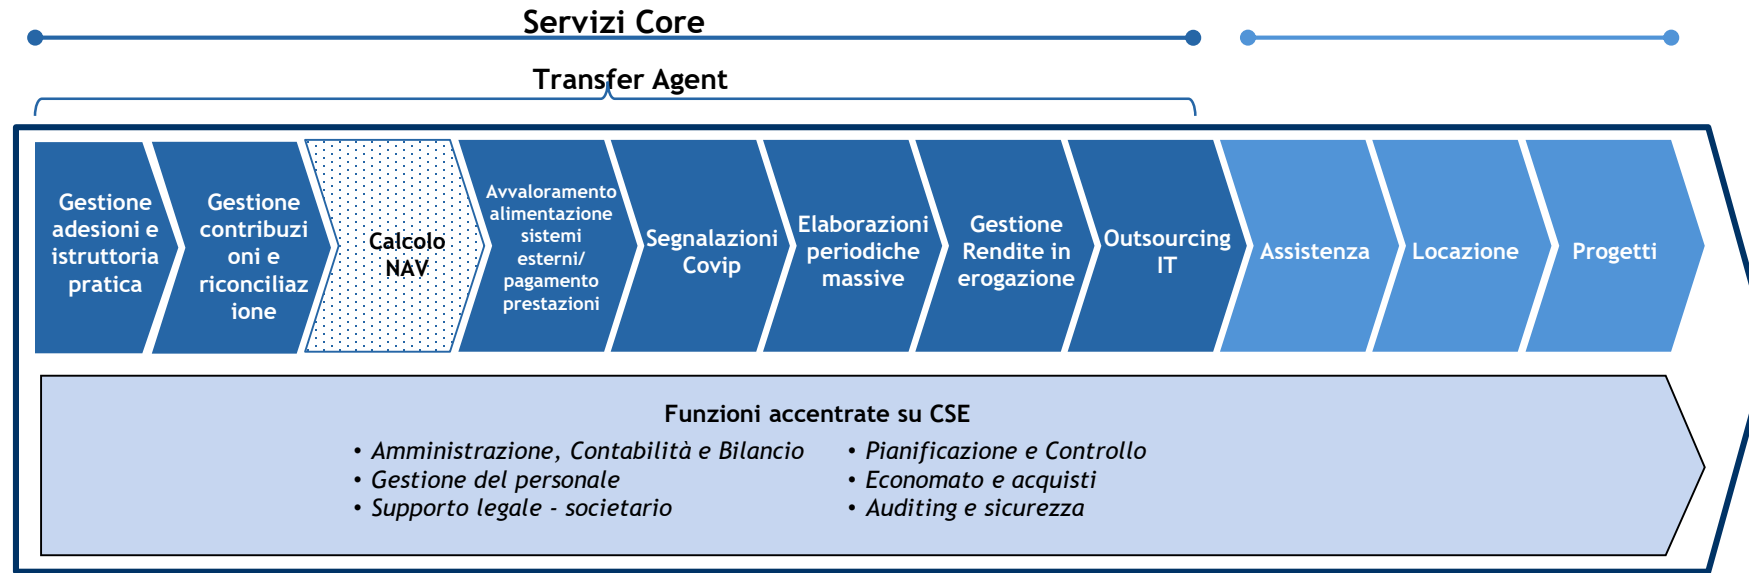 Servizi Core
Transfer Agent
Gestione
adesioni e
istruttoria
pratica
Gestione
contribuzi
oni e
riconciliaz
ione
Calcolo
NAV
Avvaloramento
alimentazione
sistemi
esterni/
pagamento
prestazioni
Segnalazioni
Covip
Elaborazioni
periodiche
massive
Gestione
Rendite in
erogazione
Outsourcing
IT
Assistenza
Locazione
Progetti
Funzioni accentrate su CSE
• Amministrazione, Contabilità e Bilancio
• Gestione del personale
• Supporto legale - societario
• Pianificazione e Controllo
• Economato e acquisti
• Auditing e sicurezza